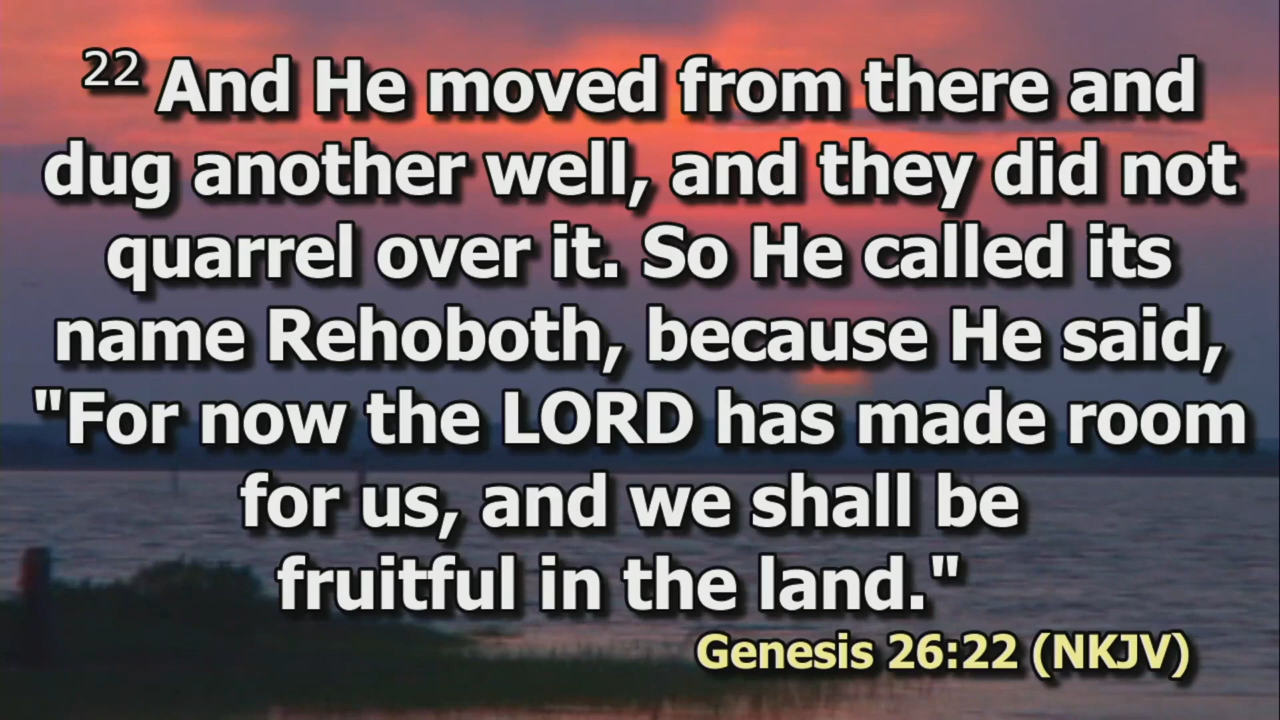 22 And He moved from there and
dug another well, and they did not
quarrel over it. So He called its
name Rehoboth, because He said,
"For now the LORD has made room
for us, and we shall be
fruitful in the land."
Genesis 26:22 (NKJV)